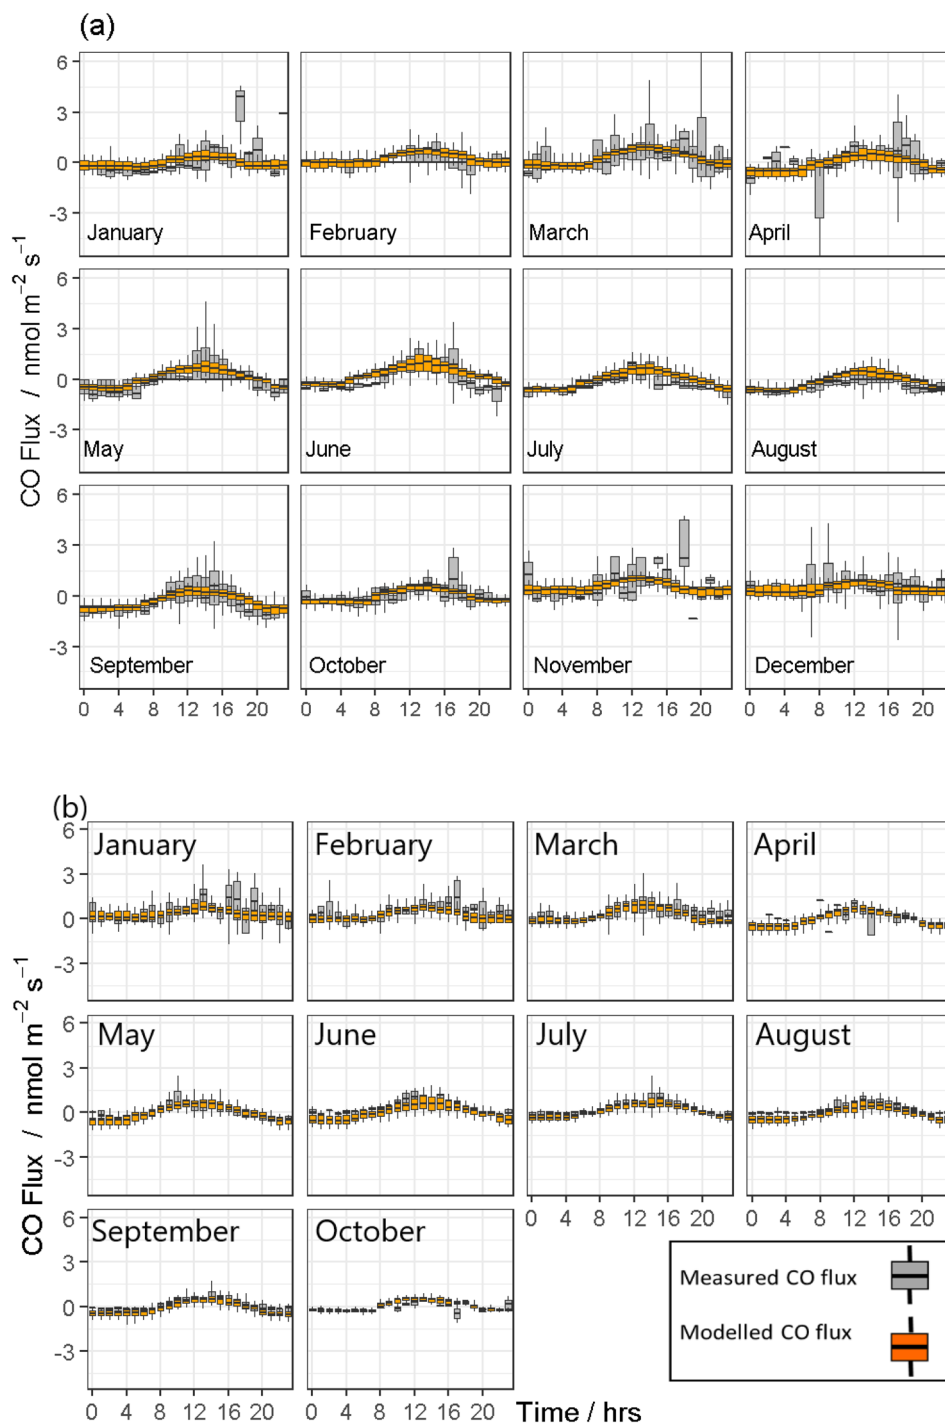 (a)
6
3
0
-3
January
February
March
April
6
3
0
-3
May
June
July
August
6
3
0
-3
September
October
November
December
0 4 8 12 16 20 0 4 8 12 16 20 0 4 8 12 16 20 0 4 8 12 16 20
CO Flux / nmol m⁻² s⁻¹
(b)
6
3
0
-3
January
February
March
April
6
3
0
-3
May
June
July
August
0 4 8 12 16 20 0 4 8 12 16 20
6
3
0
-3
September
October
0 4 8 12 16 20 0 4 8 12 16 20
CO Flux / nmol m⁻² s⁻¹
Time / hrs
Measured CO flux
Modelled CO flux